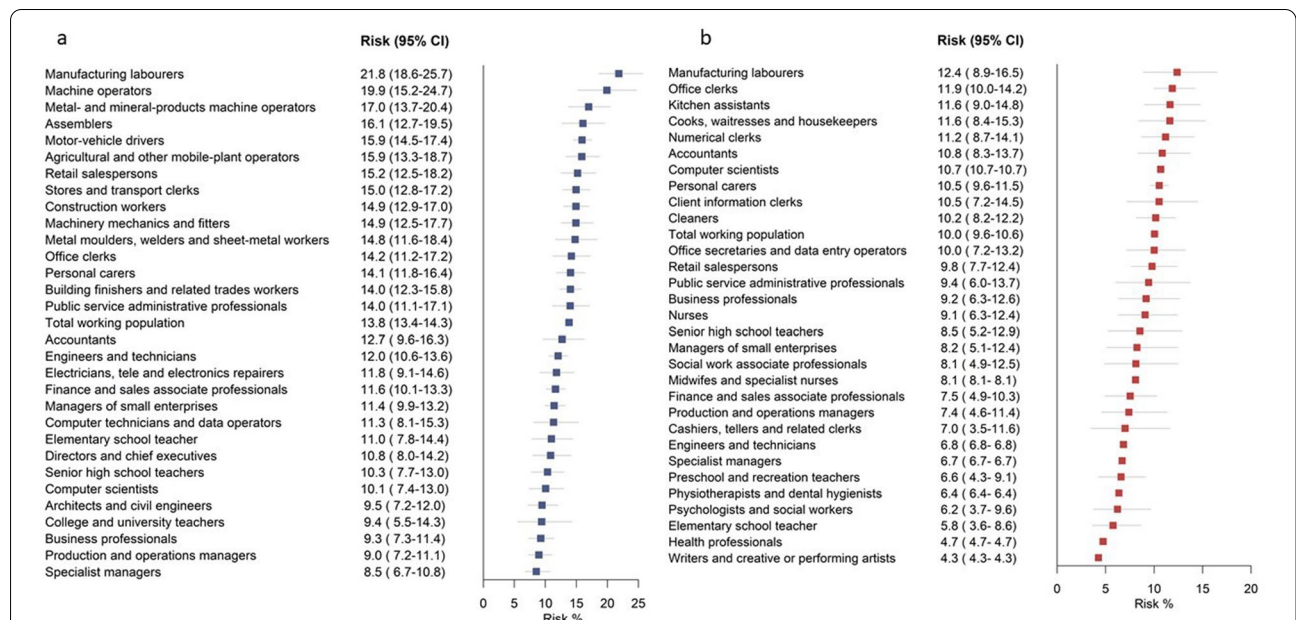 a
Risk (95% CI)
Manufacturing labourers 21.8 (18.6-25.7)
Machine operators 19.9 (15.2-24.7)
Metal- and mineral-products machine operators 17.0 (13.7-20.4)
Assemblers 16.1 (12.7-19.5)
Motor-vehicle drivers 15.9 (14.5-17.4)
Agricultural and other mobile-plant operators 15.9 (13.3-18.7)
Retail salespersons 15.2 (12.5-18.2)
Stores and transport clerks 15.0 (12.8-17.2)
Construction workers 14.9 (12.9-17.0)
Machinery mechanics and fitters 14.9 (12.5-17.7)
Metal moulders, welders and sheet-metal workers 14.8 (11.6-18.4)
Office clerks 14.2 (11.2-17.2)
Personal carers 14.1 (11.8-16.4)
Building finishers and related trades workers 14.0 (12.3-15.8)
Public service administrative professionals 14.0 (11.1-17.1)
Total working population 13.8 (13.4-14.3)
Accountants 12.7 ( 9.6-16.3)
Engineers and technicians 12.0 (10.6-13.6)
Electricians, tele and electronics repairers 11.8 ( 9.1-14.6)
Finance and sales associate professionals 11.6 (10.1-13.3)
Managers of small enterprises 11.4 ( 9.9-13.2)
Computer technicians and data operators 11.3 ( 8.1-15.3)
Elementary school teacher 11.0 ( 7.8-14.4)
Directors and chief executives 10.8 ( 8.0-14.2)
Senior high school teachers 10.3 ( 7.7-13.0)
Computer scientists 10.1 ( 7.4-13.0)
Architects and civil engineers 9.5 ( 7.2-12.0)
College and university teachers 9.4 ( 5.5-14.3)
Business professionals 9.3 ( 7.3-11.4)
Production and operations managers 9.0 ( 7.2-11.1)
Specialist managers 8.5 ( 6.7-10.8)
0 5 10 15 20 25
Risk %
b
Risk (95% CI)
Manufacturing labourers 12.4 ( 8.9-16.5)
Office clerks 11.9 (10.0-14.2)
Kitchen assistants 11.6 ( 9.0-14.8)
Cooks, waitresses and housekeepers 11.6 ( 8.4-15.3)
Numerical clerks 11.2 ( 8.7-14.1)
Accountants 10.8 ( 8.3-13.7)
Computer scientists 10.7 (10.7-10.7)
Personal carers 10.5 ( 9.6-11.5)
Client information clerks 10.5 ( 7.2-14.5)
Cleaners 10.2 ( 8.2-12.2)
Total working population 10.0 ( 9.6-10.6)
Office secretaries and data entry operators 10.0 ( 7.2-13.2)
Retail salespersons 9.8 ( 7.7-12.4)
Public service administrative professionals 9.4 ( 6.0-13.7)
Business professionals 9.2 ( 6.3-12.6)
Nurses 9.1 ( 6.3-12.4)
Senior high school teachers 8.5 ( 5.2-12.9)
Managers of small enterprises 8.2 ( 5.1-12.4)
Social work associate professionals 8.1 ( 4.9-12.5)
Midwifes and specialist nurses 8.1 ( 8.1- 8.1)
Finance and sales associate professionals 7.5 ( 4.9-10.3)
Production and operations managers 7.4 ( 4.6-11.4)
Cashiers, tellers and related clerks 7.0 ( 3.5-11.6)
Engineers and technicians 6.8 ( 6.8- 6.8)
Specialist managers 6.7 ( 6.7- 6.7)
Preschool and recreation teachers 6.6 ( 4.3- 9.1)
Physiotherapists and dental hygienists 6.4 ( 6.4- 6.4)
Psychologists and social workers 6.2 ( 3.7- 9.6)
Elementary school teacher 5.8 ( 3.6- 8.6)
Health professionals 4.7 ( 4.7- 4.7)
Writers and creative or performing artists 4.3 ( 4.3- 4.3)
0 5 10 15 20
Risk %